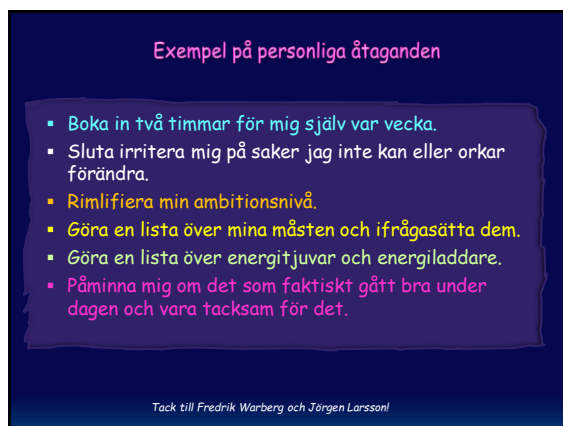 Exempel på personliga åtaganden
▪ Boka in två timmar för mig själv var vecka.
▪ Sluta irritera mig på saker jag inte kan eller orkar
förändra.
▪ Rimlifiera min ambitionsnivå.
▪ Göra en lista över mina måsten och ifrågasätta dem.
▪ Göra en lista över energitjuvar och energiladdare.
▪ Påminna mig om det som faktiskt gått bra under
dagen och vara tacksam för det.
Tack till Fredrik Warberg och Jörgen Larsson!